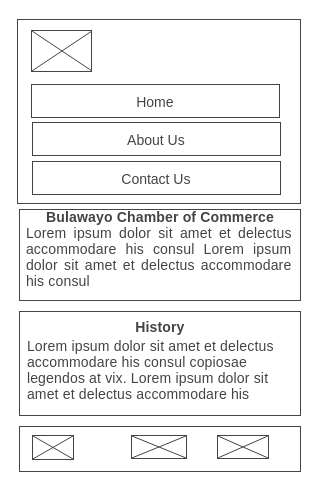 Home
About Us
Contact Us
Bulawayo Chamber of Commerce
Lorem ipsum dolor sit amet et delectus
accommodare his consul Lorem ipsum
dolor sit amet et delectus accommodare
his consul
History
Lorem ipsum dolor sit amet et delectus
accommodare his consul copiosae
legendos at vix. Lorem ipsum dolor sit
amet et delectus accommodare his